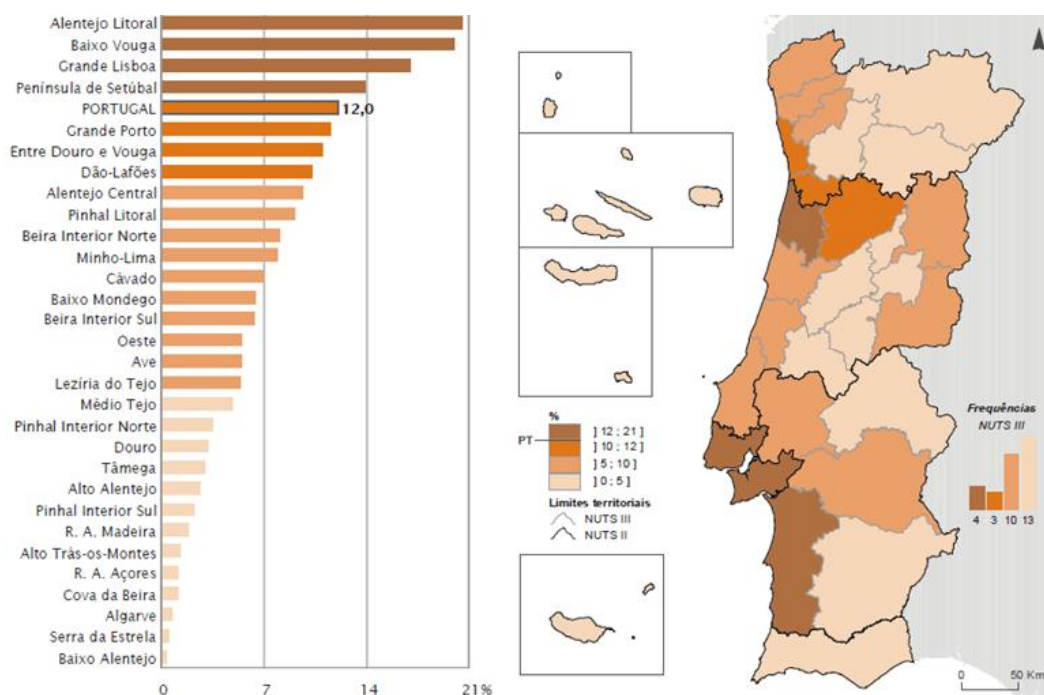 Alentejo Litoral
Baixo Vouga
Grande Lisboa
Península de Setúbal
PORTUGAL 12,0
Grande Porto
Entre Douro e Vouga
Dão-Lafões
Alentejo Central
Pinhal Litoral
Beira Interior Norte
Minho-Lima
Cávado
Baixo Mondego
Beira Interior Sul
Oeste
Ave
Lezíria do Tejo
Médio Tejo
Pinhal Interior Norte
Douro
Tâmega
Alto Alentejo
Pinhal Interior Sul
R. A. Madeira
Alto Trás-os-Montes
R. A. Açores
Cova da Beira
Algarve
Serra da Estrela
Baixo Alentejo
0 7 14 21%
%
PT
] 12 ; 21 ]
] 10 ; 12 ]
] 5 ; 10 ]
] 0 ; 5 ]
Limites territoriais
NUTS III
NUTS II
Frequências
NUTS III
4 3 10 13
0 50 Km